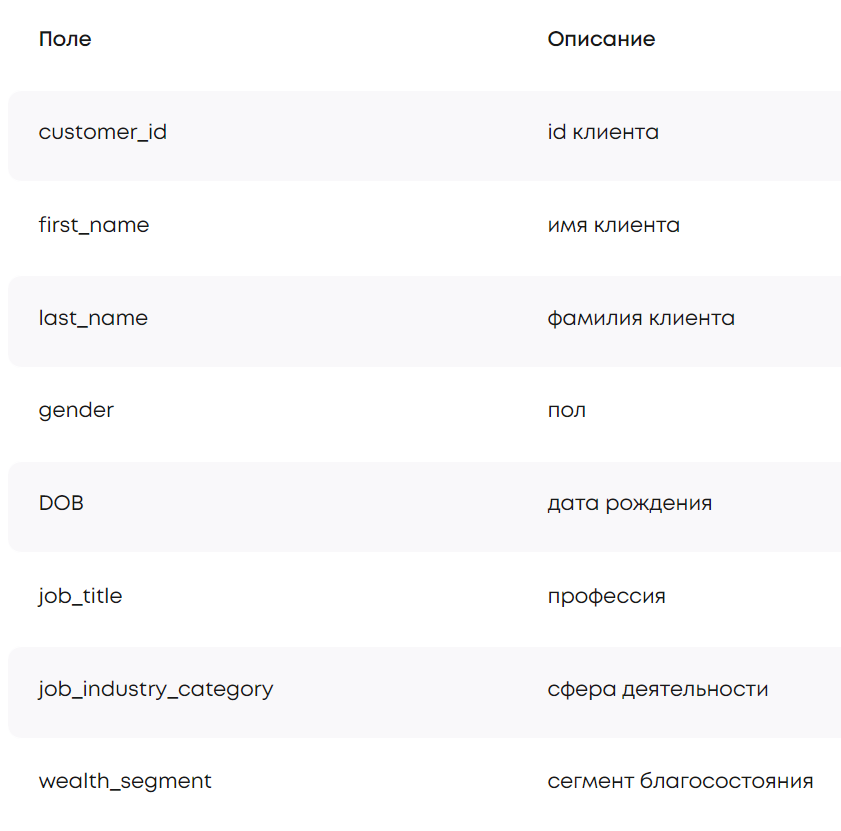 Поле Описание
customer_id id клиента
first_name имя клиента
last_name фамилия клиента
gender пол
DOB дата рождения
job_title профессия
job_industry_category сфера деятельности
wealth_segment сегмент благосостояния